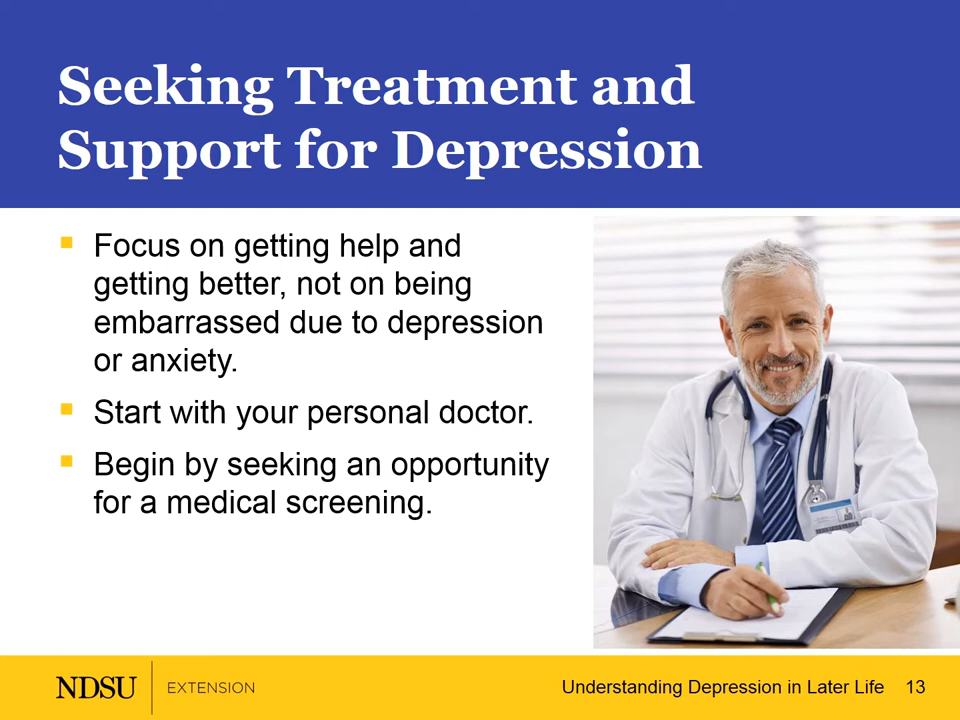 Seeking Treatment and
Support for Depression
Focus on getting help and
getting better, not on being
embarrassed due to depression
or anxiety.
Start with your personal doctor.
Begin by seeking an opportunity
for a medical screening.
NDSU EXTENSION
Understanding Depression in Later Life 13